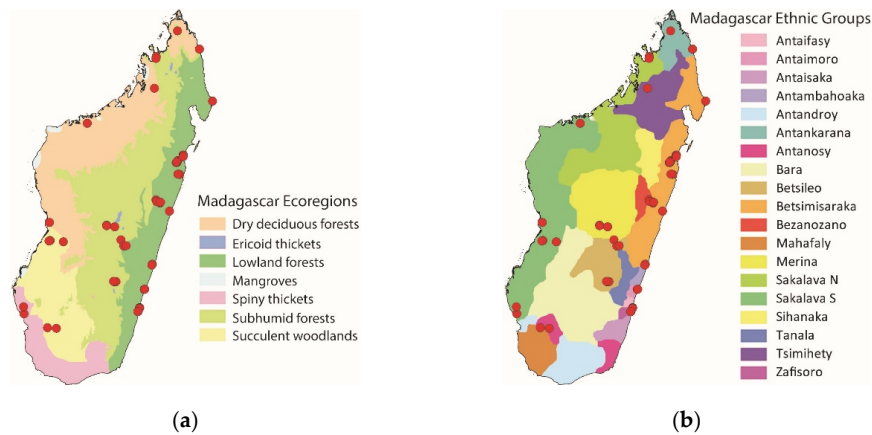 Madagascar Ecoregions
Dry deciduous forests
Ericoid thickets
Lowland forests
Mangroves
Spiny thickets
Subhumid forests
Succulent woodlands
(a)
Madagascar Ethnic Groups
Antaifasy
Antaimoro
Antaisaka
Antambahoaka
Antandroy
Antankarana
Antanosy
Bara
Betsileo
Betsimisaraka
Bezanozano
Mahafaly
Merina
Sakalava N
Sakalava S
Sihanaka
Tanala
Tsimihety
Zafisoro
(b)